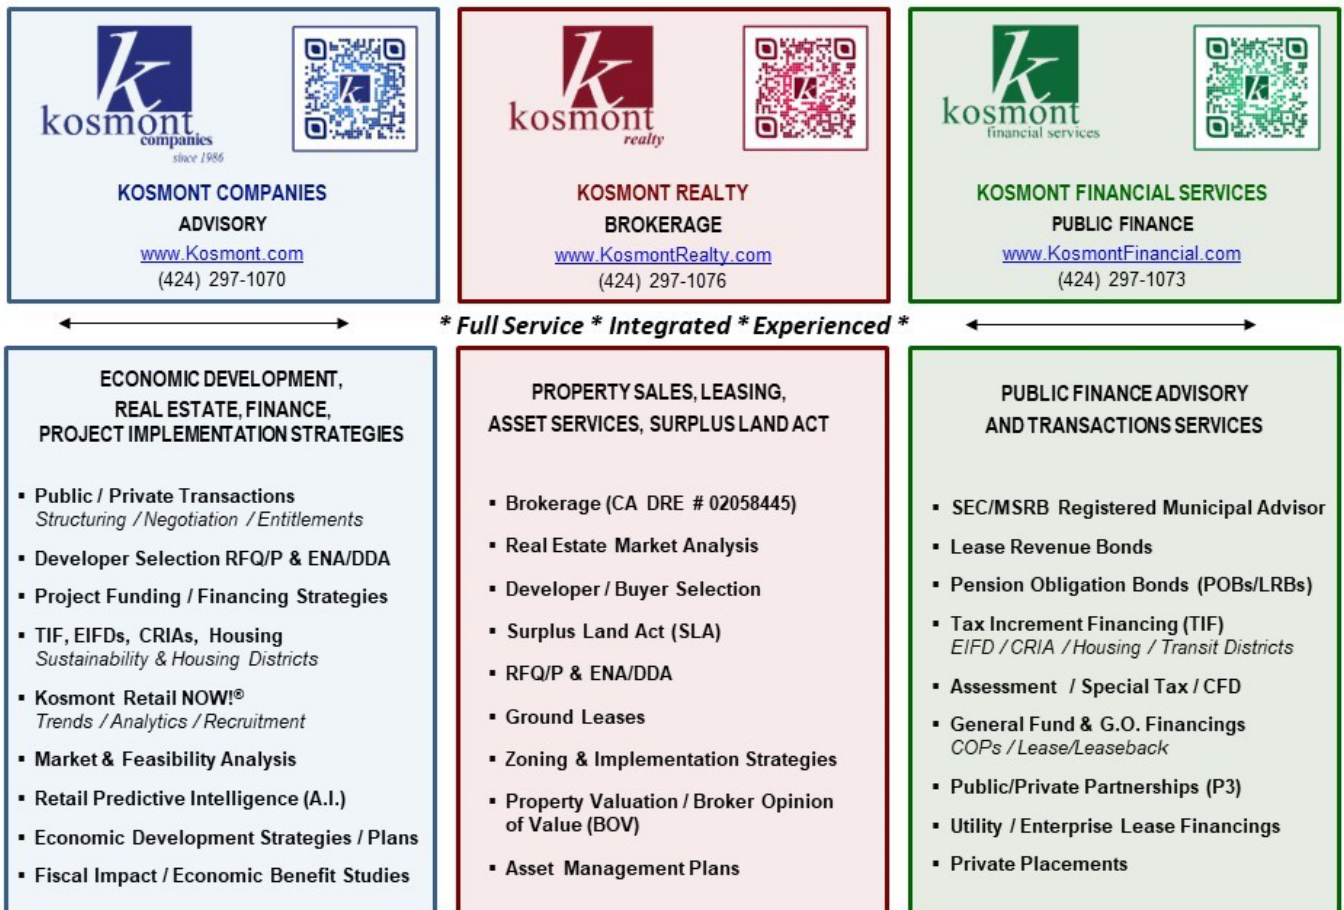 k
kosmont
companies
since 1986
k
KOSMONT COMPANIES
ADVISORY
www.Kosmont.com
(424) 297-1070
k
kosmont
realty
k
KOSMONT REALTY
BROKERAGE
www.KosmontRealty.com
(424) 297-1076
k
kosmont
financial services
k
KOSMONT FINANCIAL SERVICES
PUBLIC FINANCE
www.KosmontFinancial.com
(424) 297-1073
* Full Service * Integrated * Experienced *
ECONOMIC DEVELOPMENT,
REAL ESTATE, FINANCE,
PROJECT IMPLEMENTATION STRATEGIES
▪ Public / Private Transactions
Structuring / Negotiation / Entitlements
▪ Developer Selection RFQ/P & ENA/DDA
▪ Project Funding / Financing Strategies
▪ TIF, EIFDs, CRIAs, Housing
Sustainability & Housing Districts
▪ Kosmont Retail NOW!®
Trends / Analytics / Recruitment
▪ Market & Feasibility Analysis
▪ Retail Predictive Intelligence (A.I.)
▪ Economic Development Strategies / Plans
▪ Fiscal Impact / Economic Benefit Studies
PROPERTY SALES, LEASING,
ASSET SERVICES, SURPLUS LAND ACT
▪ Brokerage (CA DRE # 02058445)
▪ Real Estate Market Analysis
▪ Developer / Buyer Selection
▪ Surplus Land Act (SLA)
▪ RFQ/P & ENA/DDA
▪ Ground Leases
▪ Zoning & Implementation Strategies
▪ Property Valuation / Broker Opinion
of Value (BOV)
▪ Asset Management Plans
PUBLIC FINANCE ADVISORY
AND TRANSACTIONS SERVICES
▪ SEC/MSRB Registered Municipal Advisor
▪ Lease Revenue Bonds
▪ Pension Obligation Bonds (POBs/LRBs)
▪ Tax Increment Financing (TIF)
EIFD / CRIA / Housing / Transit Districts
▪ Assessment / Special Tax / CFD
▪ General Fund & G.O. Financings
COPs / Lease/Leaseback
▪ Public/Private Partnerships (P3)
▪ Utility / Enterprise Lease Financings
▪ Private Placements